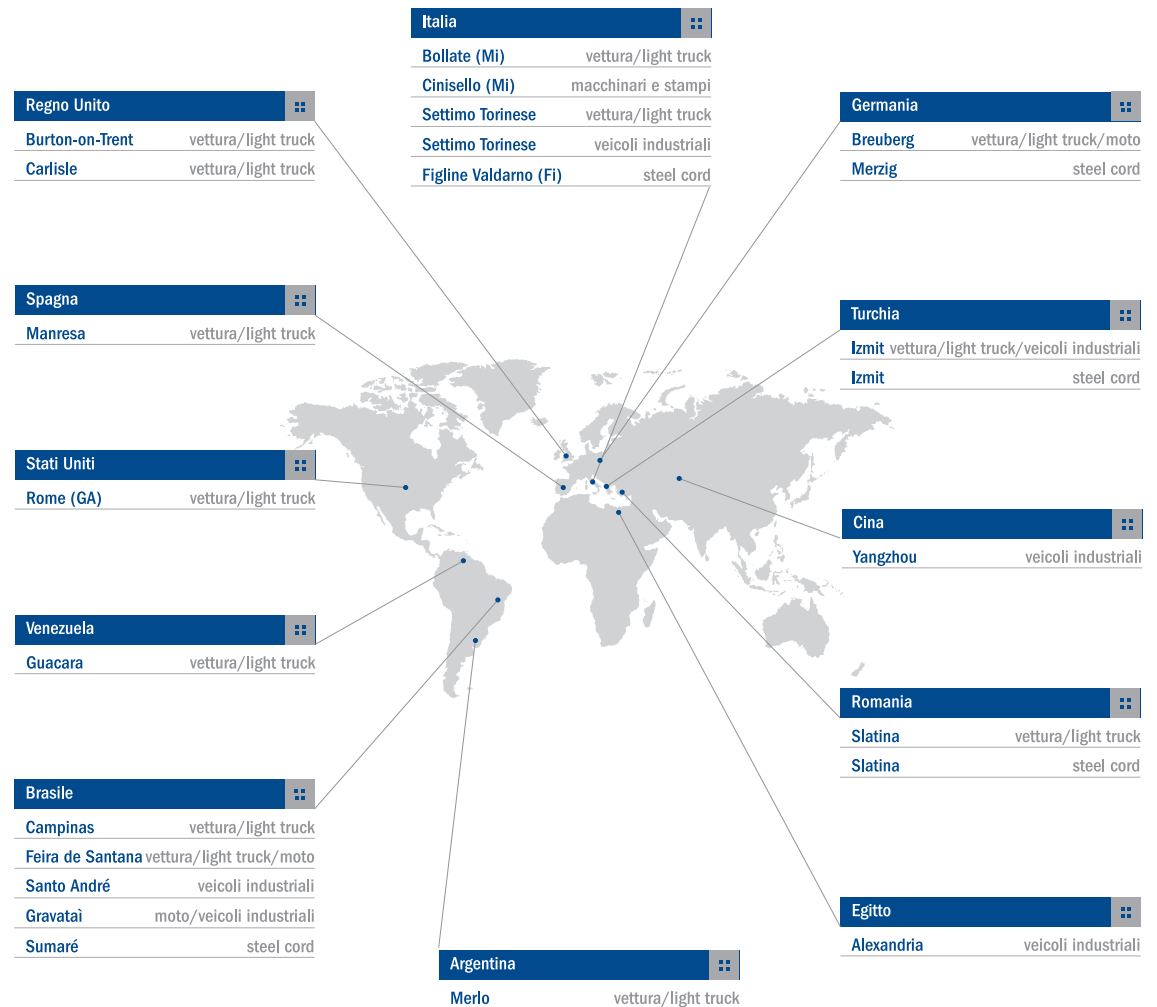 Italia
Bollate (Mi) vettura/light truck
Cinisello (Mi) macchinari e stampi
Settimo Torinese vettura/light truck
Settimo Torinese veicoli industriali
Figline Valdarno (Fi) steel cord
Regno Unito
Burton-on-Trent vettura/light truck
Carlisle vettura/light truck
Germania
Breuberg vettura/light truck/moto
Merzig steel cord
Spagna
Manresa vettura/light truck
Turchia
Izmit vettura/light truck/veicoli industriali
Izmit steel cord
Stati Uniti
Rome (GA) vettura/light truck
Cina
Yangzhou veicoli industriali
Venezuela
Guacara vettura/light truck
Romania
Slatina vettura/light truck
Slatina steel cord
Brasile
Campinas vettura/light truck
Feira de Santana vettura/light truck/moto
Santo André veicoli industriali
Gravataì moto/veicoli industriali
Sumaré steel cord
Egitto
Alexandria veicoli industriali
Argentina
Merlo vettura/light truck